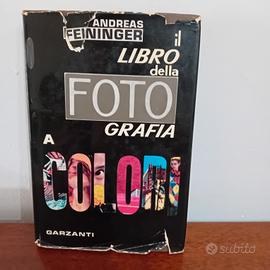 ANDREAS
FEININGER
il
LIBRO
della
FOTO
GRAFIA
A
COLORI
GARZANTI
subito